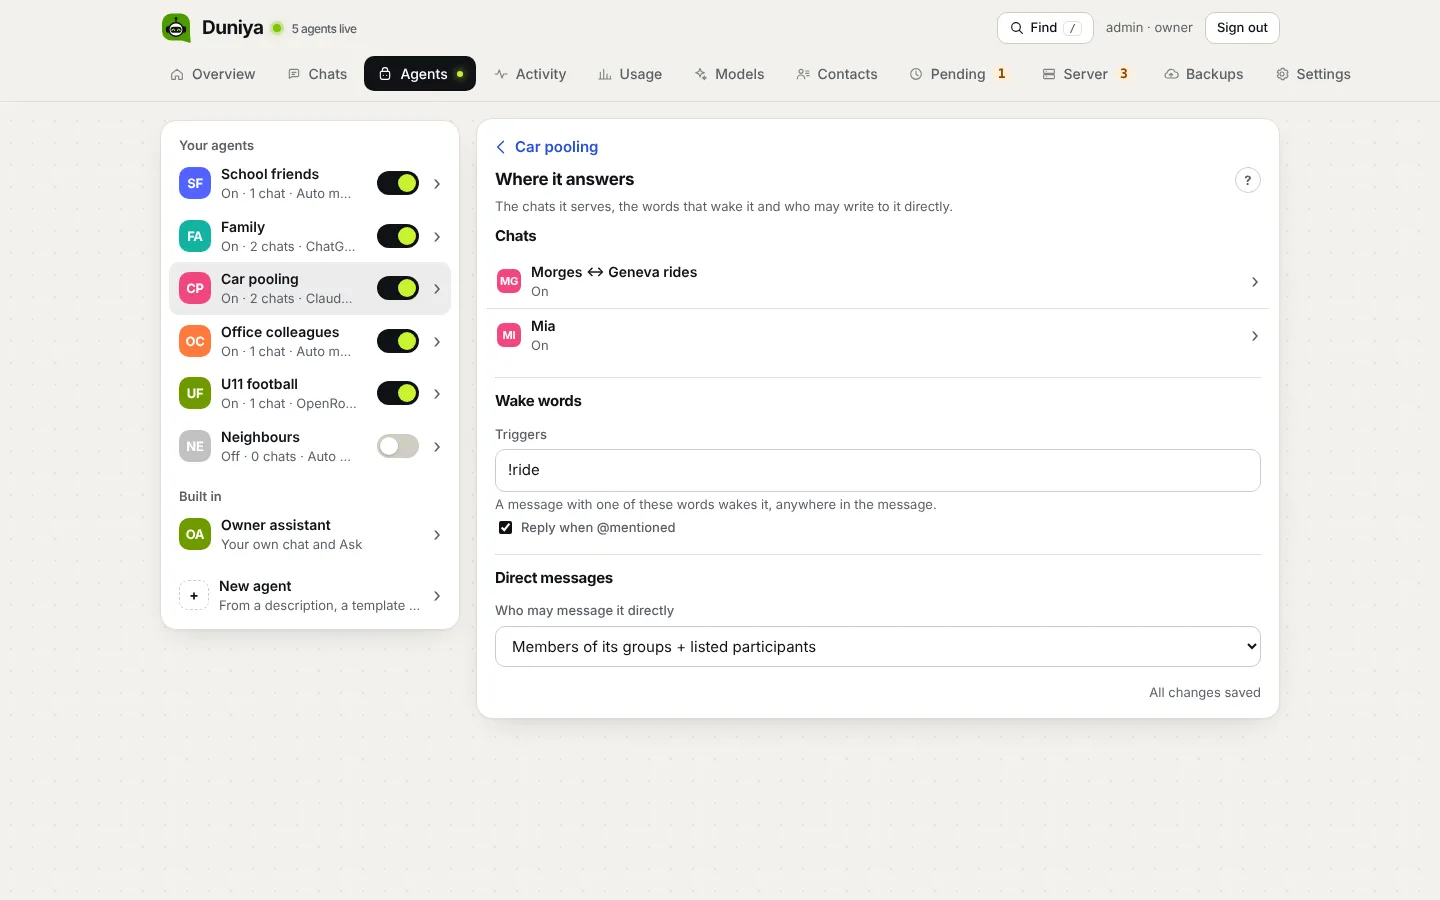 Duniya
5 agents live
Find /
admin · owner
Sign out
Overview
Chats
Agents
Activity
Usage
Models
Contacts
Pending 1
Server 3
Backups
Settings
Your agents
SF
School friends
On · 1 chat · Auto m...
FA
Family
On · 2 chats · ChatG...
CP
Car pooling
On · 2 chats · Claud...
OC
Office colleagues
On · 1 chat · Auto m...
UF
U11 football
On · 1 chat · OpenRo...
NE
Neighbours
Off · 0 chats · Auto ...
Built in
OA
Owner assistant
Your own chat and Ask
+
New agent
From a description, a template ...
Car pooling
Where it answers
?
The chats it serves, the words that wake it and who may write to it directly.
Chats
MG
Morges ↔ Geneva rides
On
MI
Mia
On
Wake words
Triggers
!ride
A message with one of these words wakes it, anywhere in the message.
Reply when @mentioned
Direct messages
Who may message it directly
Members of its groups + listed participants
All changes saved